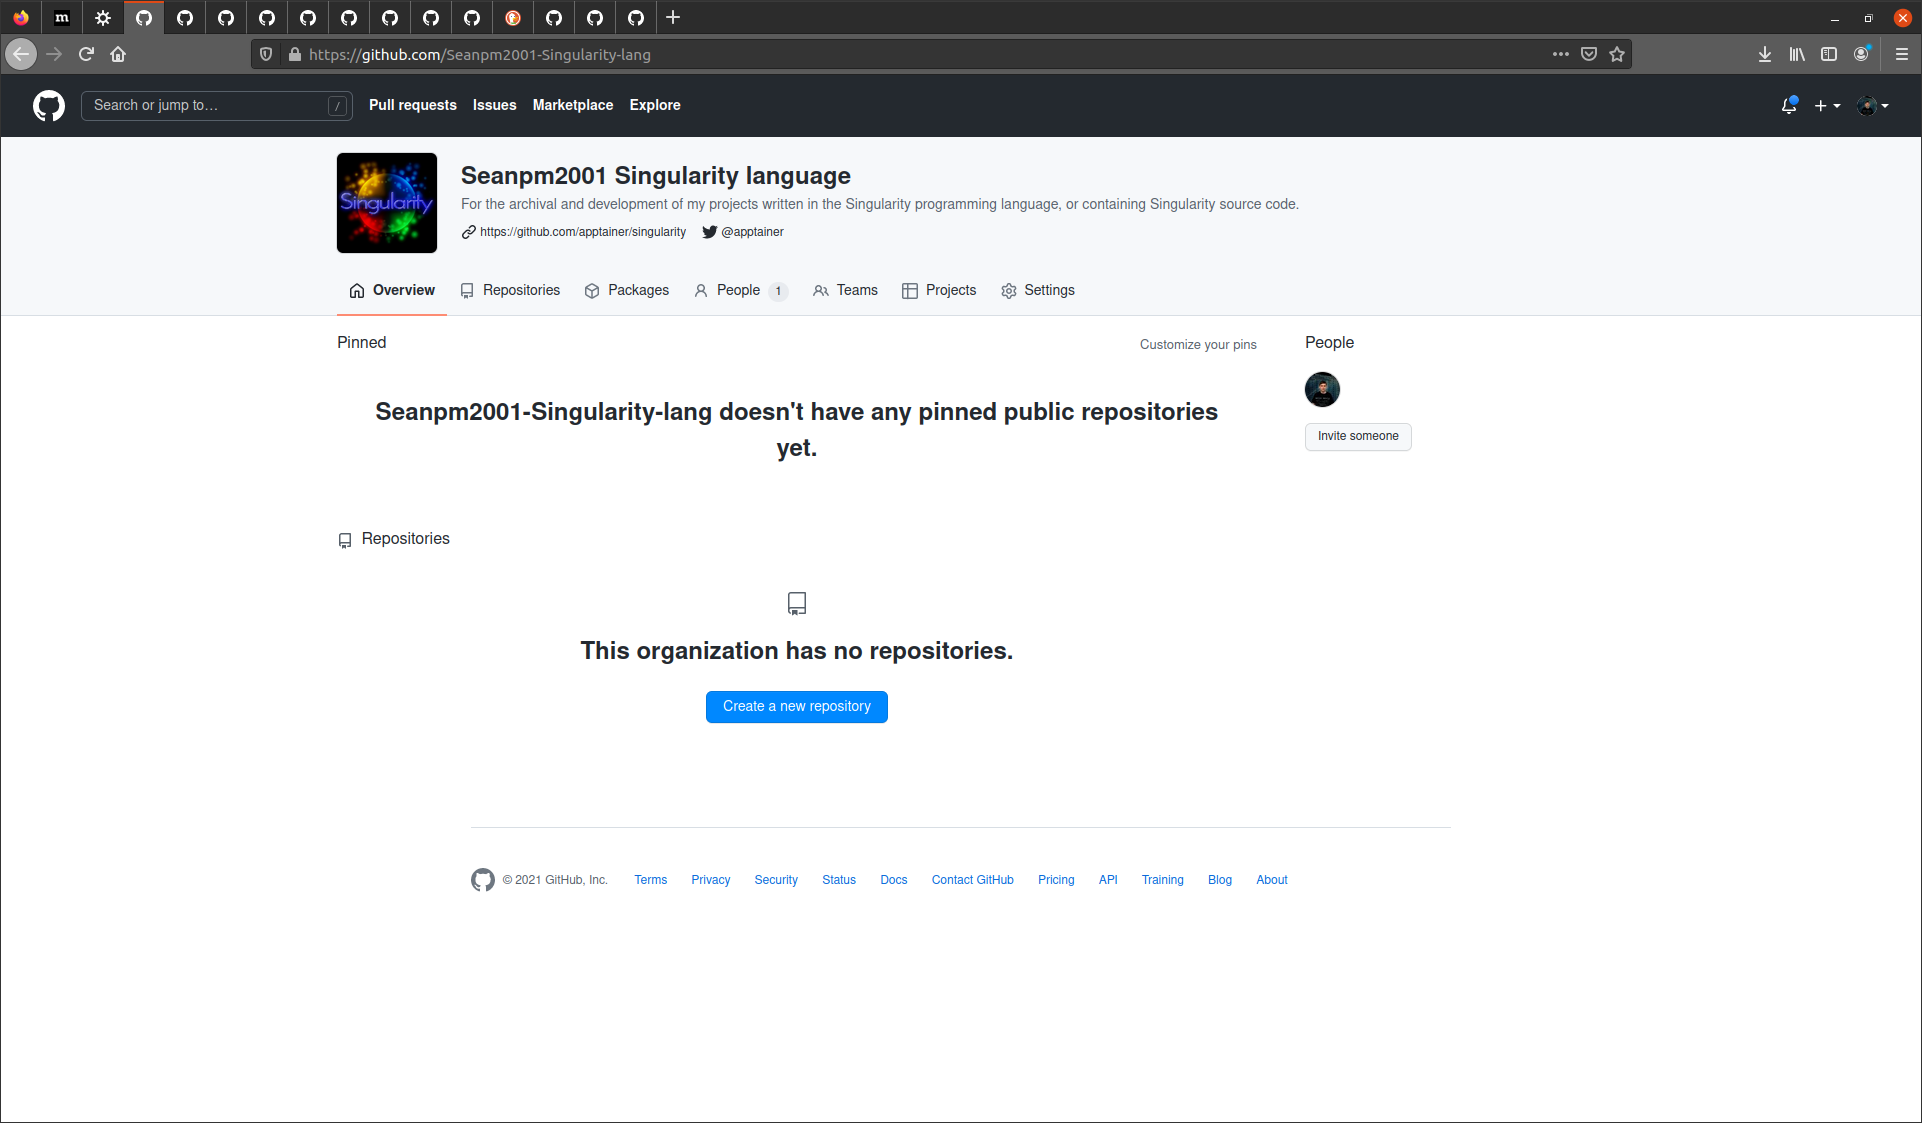 m
https://github.com/Seanpm2001-Singularity-lang
Search or jump to… /
Pull requests
Issues
Marketplace
Explore
Singularity
Seanpm2001 Singularity language
For the archival and development of my projects written in the Singularity programming language, or containing Singularity source code.
https://github.com/apptainer/singularity
@apptainer
Overview
Repositories
Packages
People 1
Teams
Projects
Settings
Pinned
Customize your pins
Seanpm2001-Singularity-lang doesn't have any pinned public repositories
yet.
People
Invite someone
Repositories
This organization has no repositories.
Create a new repository
© 2021 GitHub, Inc.
Terms
Privacy
Security
Status
Docs
Contact GitHub
Pricing
API
Training
Blog
About